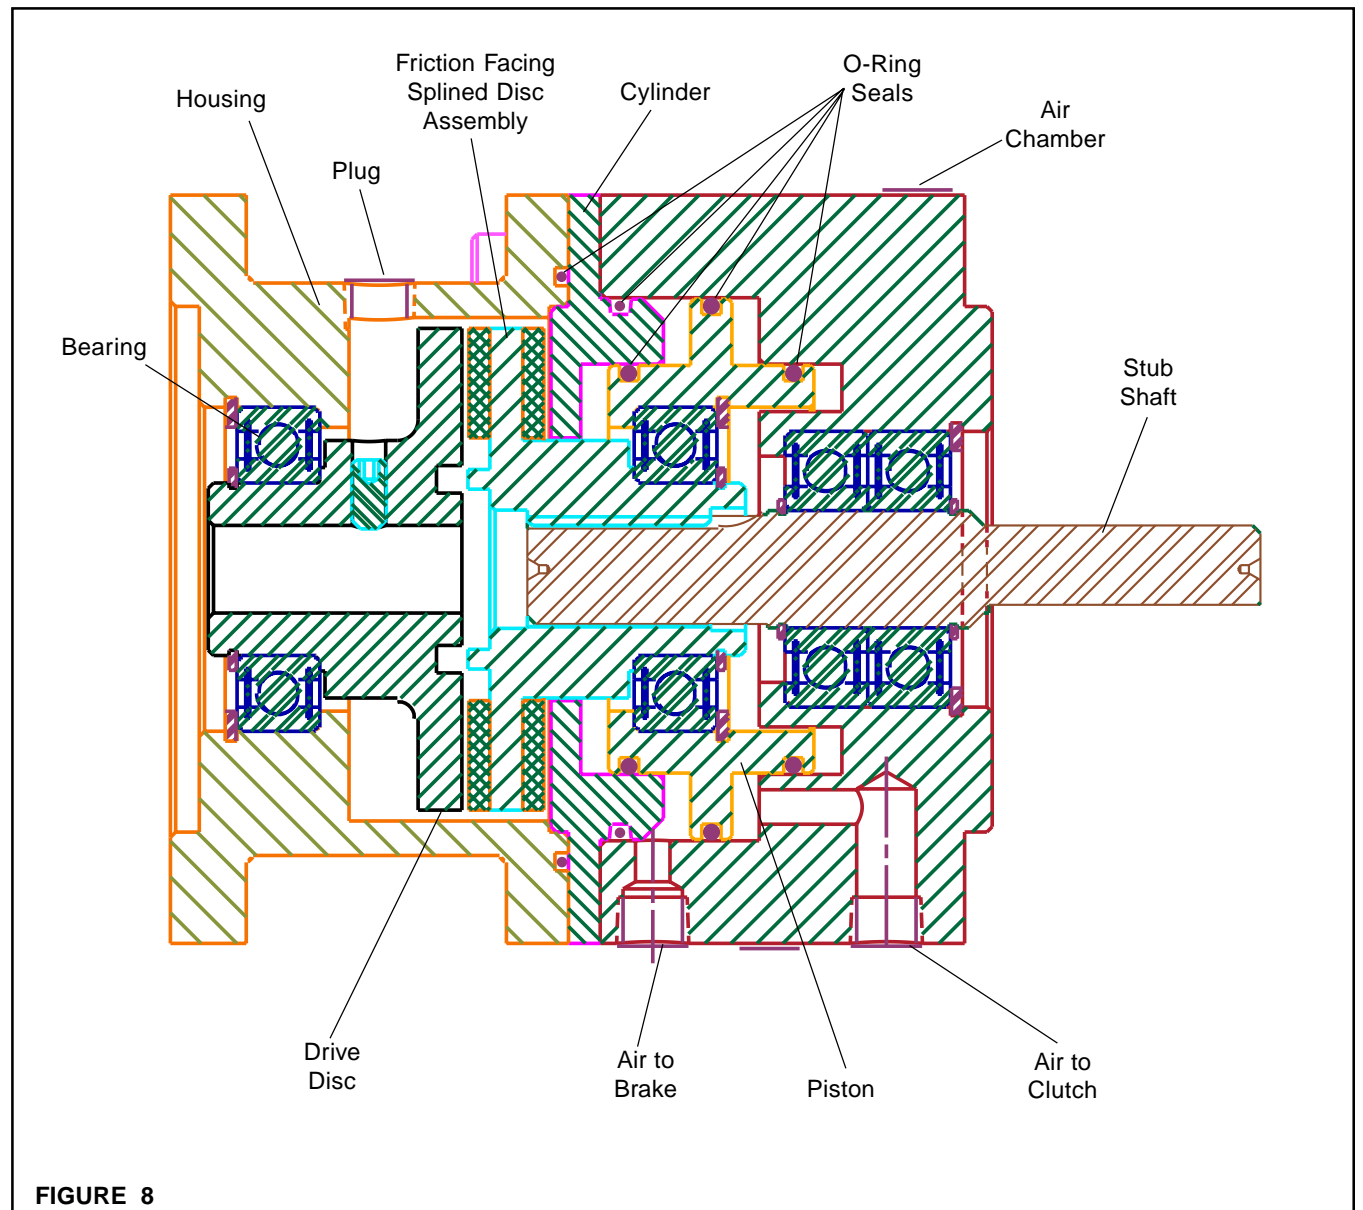 Friction Facing
Splined Disc
Assembly
Housing
Plug
Cylinder
O-Ring
Seals
Air
Chamber
Bearing
Stub
Shaft
Drive
Disc
Air to
Brake
Piston
Air to
Clutch
FIGURE 8